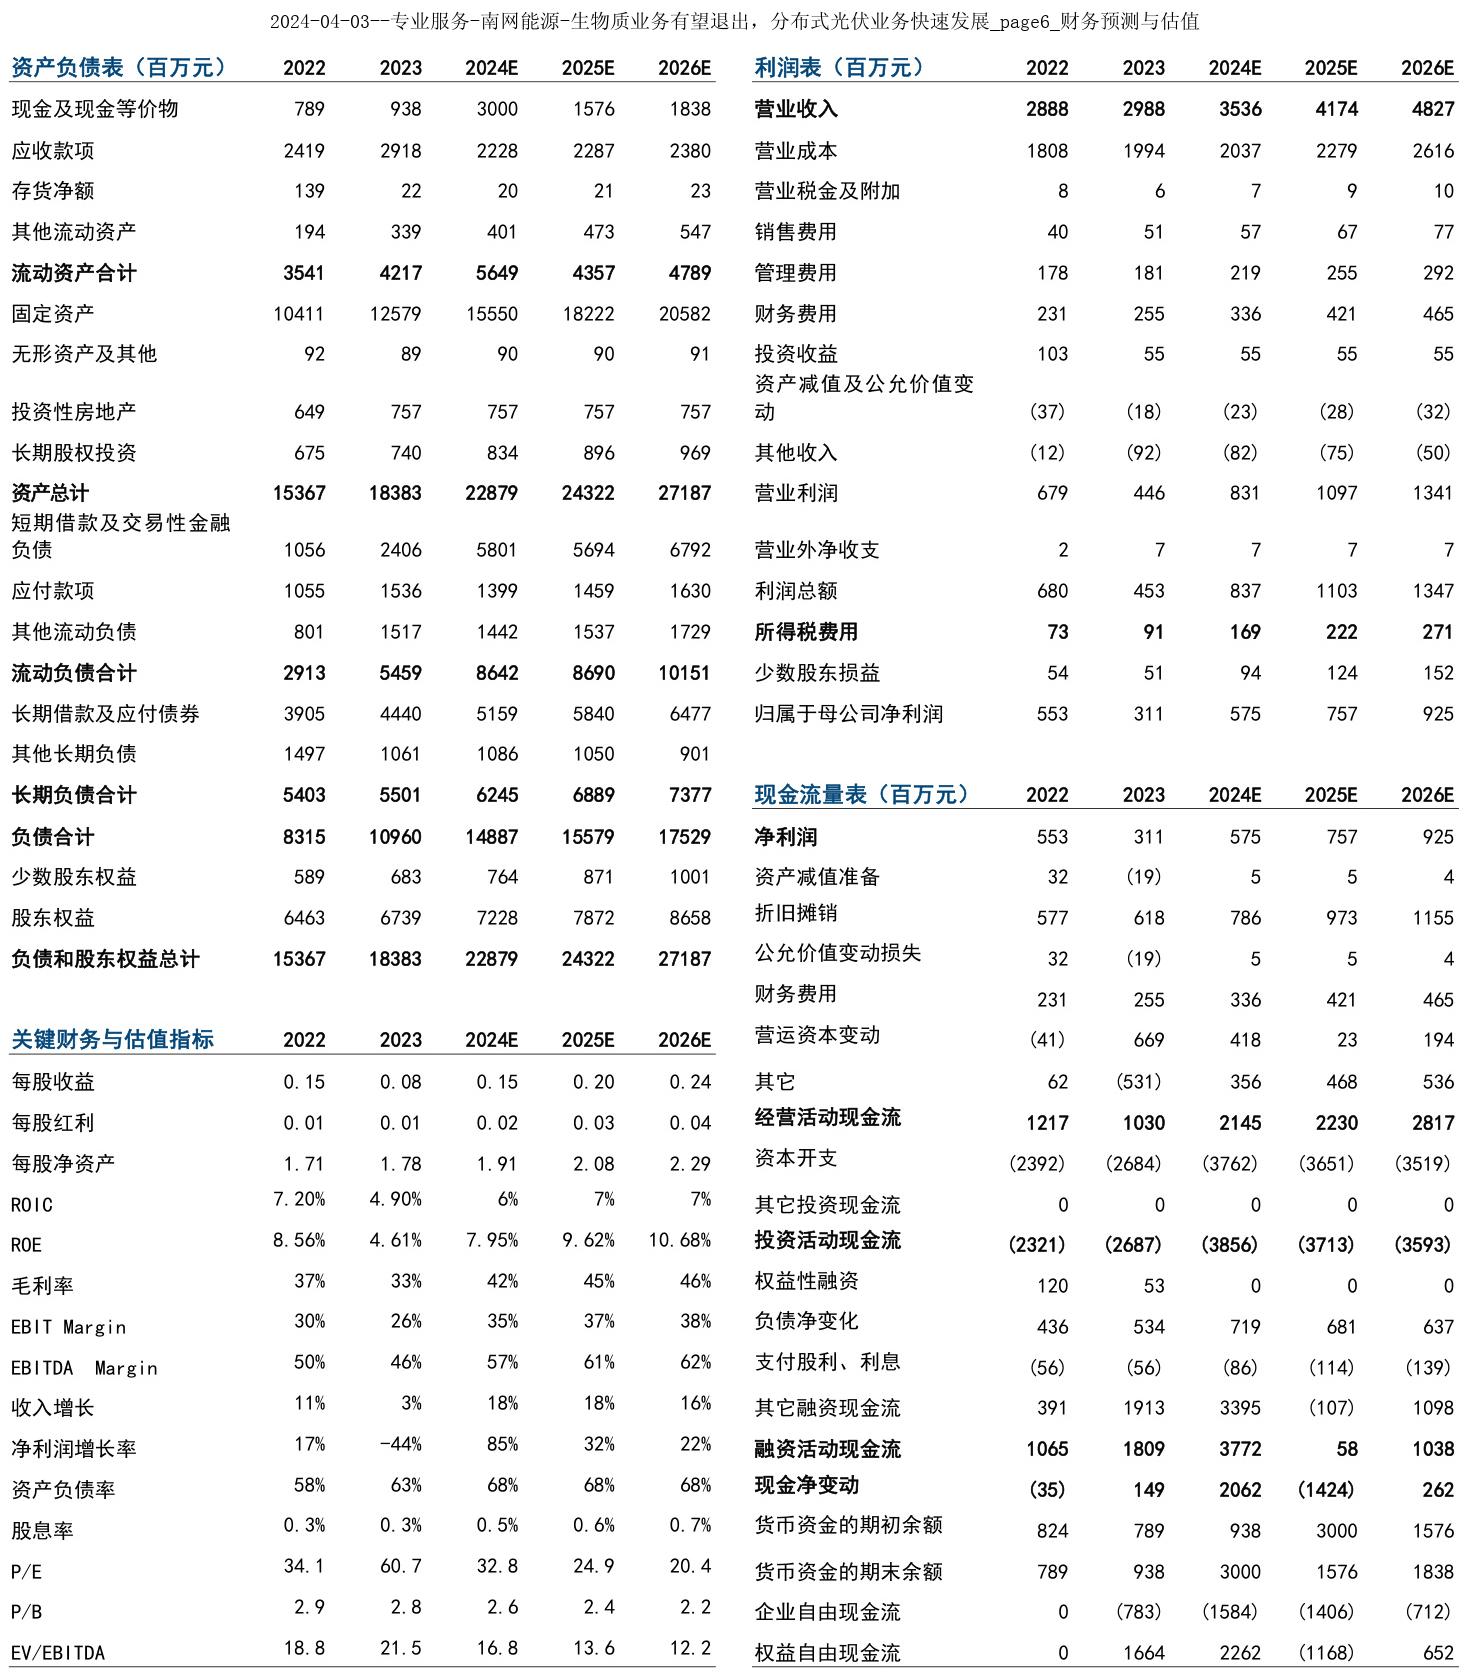 2024-04-03--专业服务-南网能源-生物质业务有望退出，分布式光伏业务快速发展_page6_财务预测与估值
资产负债表（百万元） 2022 2023 2024E 2025E 2026E
现金及现金等价物 789 938 3000 1576 1838
应收款项 2419 2918 2228 2287 2380
存货净额 139 22 20 21 23
其他流动资产 194 339 401 473 547
流动资产合计 3541 4217 5649 4357 4789
固定资产 10411 12579 15550 18222 20582
无形资产及其他 92 89 90 90 91
投资性房地产 649 757 757 757 757
长期股权投资 675 740 834 896 969
资产总计 15367 18383 22879 24322 27187
短期借款及交易性金融
负债 1056 2406 5801 5694 6792
应付款项 1055 1536 1399 1459 1630
其他流动负债 801 1517 1442 1537 1729
流动负债合计 2913 5459 8642 8690 10151
长期借款及应付债券 3905 4440 5159 5840 6477
其他长期负债 1497 1061 1086 1050 901
长期负债合计 5403 5501 6245 6889 7377
负债合计 8315 10960 14887 15579 17529
少数股东权益 589 683 764 871 1001
股东权益 6463 6739 7228 7872 8658
负债和股东权益总计 15367 18383 22879 24322 27187
关键财务与估值指标 2022 2023 2024E 2025E 2026E
每股收益 0.15 0.08 0.15 0.20 0.24
每股红利 0.01 0.01 0.02 0.03 0.04
每股净资产 1.71 1.78 1.91 2.08 2.29
ROIC 7.20% 4.90% 6% 7% 7%
ROE 8.56% 4.61% 7.95% 9.62% 10.68%
毛利率 37% 33% 42% 45% 46%
EBIT Margin 30% 26% 35% 37% 38%
EBITDA Margin 50% 46% 57% 61% 62%
收入增长 11% 3% 18% 18% 16%
净利润增长率 17% -44% 85% 32% 22%
资产负债率 58% 63% 68% 68% 68%
股息率 0.3% 0.3% 0.5% 0.6% 0.7%
P/E 34.1 60.7 32.8 24.9 20.4
P/B 2.9 2.8 2.6 2.4 2.2
EV/EBITDA 18.8 21.5 16.8 13.6 12.2
利润表（百万元） 2022 2023 2024E 2025E 2026E
营业收入 2888 2988 3536 4174 4827
营业成本 1808 1994 2037 2279 2616
营业税金及附加 8 6 7 9 10
销售费用 40 51 57 67 77
管理费用 178 181 219 255 292
财务费用 231 255 336 421 465
投资收益 103 55 55 55 55
资产减值及公允价值变
动 (37) (18) (23) (28) (32)
其他收入 (12) (92) (82) (75) (50)
营业利润 679 446 831 1097 1341
营业外净收支 2 7 7 7 7
利润总额 680 453 837 1103 1347
所得税费用 73 91 169 222 271
少数股东损益 54 51 94 124 152
归属于母公司净利润 553 311 575 757 925
现金流量表（百万元） 2022 2023 2024E 2025E 2026E
净利润 553 311 575 757 925
资产减值准备 32 (19) 5 5 4
折旧摊销 577 618 786 973 1155
公允价值变动损失 32 (19) 5 5 4
财务费用 231 255 336 421 465
营运资本变动 (41) 669 418 23 194
其它 62 (531) 356 468 536
经营活动现金流 1217 1030 2145 2230 2817
资本开支 (2392) (2684) (3762) (3651) (3519)
其它投资现金流 0 0 0 0 0
投资活动现金流 (2321) (2687) (3856) (3713) (3593)
权益性融资 120 53 0 0 0
负债净变化 436 534 719 681 637
支付股利、利息 (56) (56) (86) (114) (139)
其它融资现金流 391 1913 3395 (107) 1098
融资活动现金流 1065 1809 3772 58 1038
现金净变动 (35) 149 2062 (1424) 262
货币资金的期初余额 824 789 938 3000 1576
货币资金的期末余额 789 938 3000 1576 1838
企业自由现金流 0 (783) (1584) (1406) (712)
权益自由现金流 0 1664 2262 (1168) 652